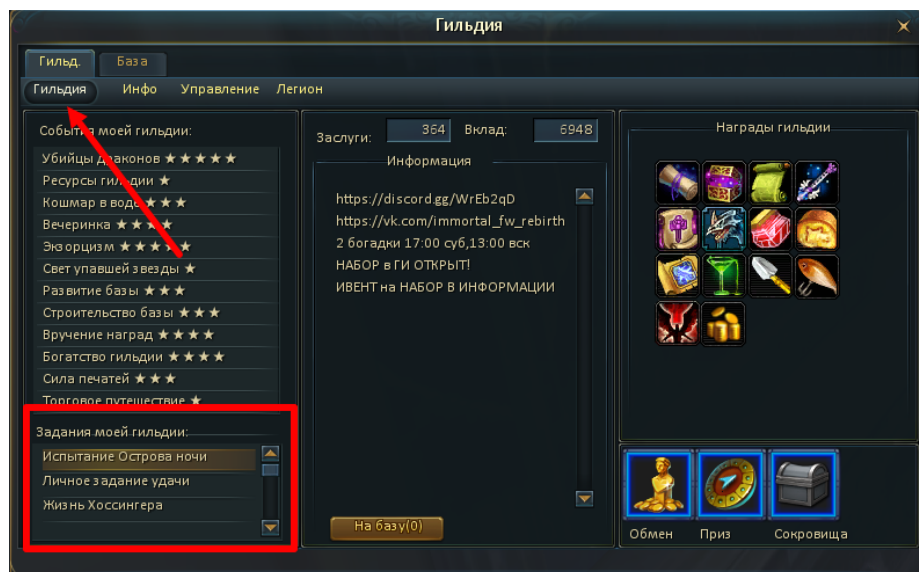 Гильдия
Гильд. База
Гильдия Инфо Управление Легион
События моей гильдии:
Убийцы драконов ★★★★★
Ресурсы гильдии ★
Кошмар в воде ★★★
Вечеринка ★★★★
Экзорцизм ★★★★
Свет упавшей звезды ★
Развитие базы ★★★
Строительство базы ★★★
Вручение наград ★★★★
Богатство гильдии ★★★★
Сила печатей ★★★
Торговое путешествие ★
Задания моей гильдии:
Испытание Острова ночи
Личное задание удачи
Жизнь Хоссингера
Заслуги: 364 Вклад: 6948
Информация
https://discord.gg/WrEb2qD
https://vk.com/immortal_fw_rebirth
2 богадки 17:00 суб,13:00 вск
НАБОР в ГИ ОТКРЫТ!
ИВЕНТ на НАБОР В ИНФОРМАЦИИ
На базу(0)
Награды гильдии
Обмен Приз Сокровища